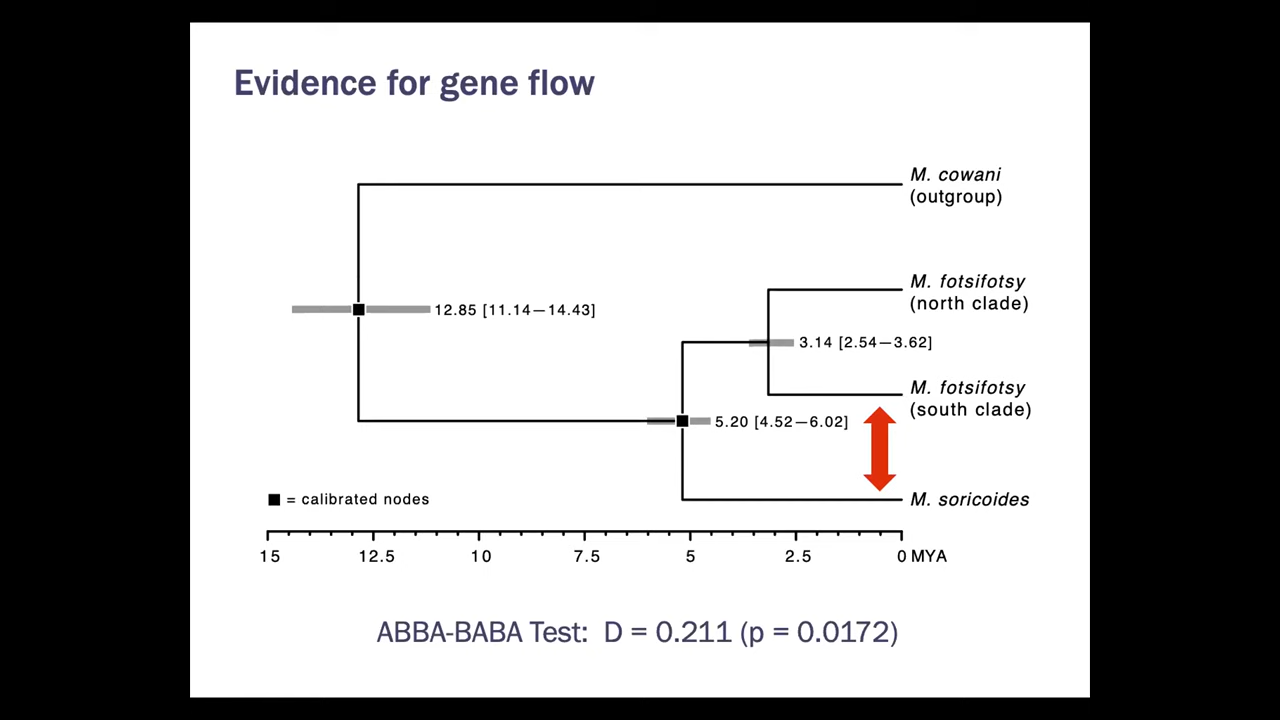 Evidence for gene flow
M. cowani
(outgroup)
M. fotsifotsy
(north clade)
12.85 [11.14—14.43]
3.14 [2.54—3.62]
M. fotsifotsy
(south clade)
5.20 [4.52—6.02]
= calibrated nodes
M. soricoides
15 12.5 10 7.5 5 2.5 0 MYA
ABBA-BABA Test: D = 0.211 (p = 0.0172)